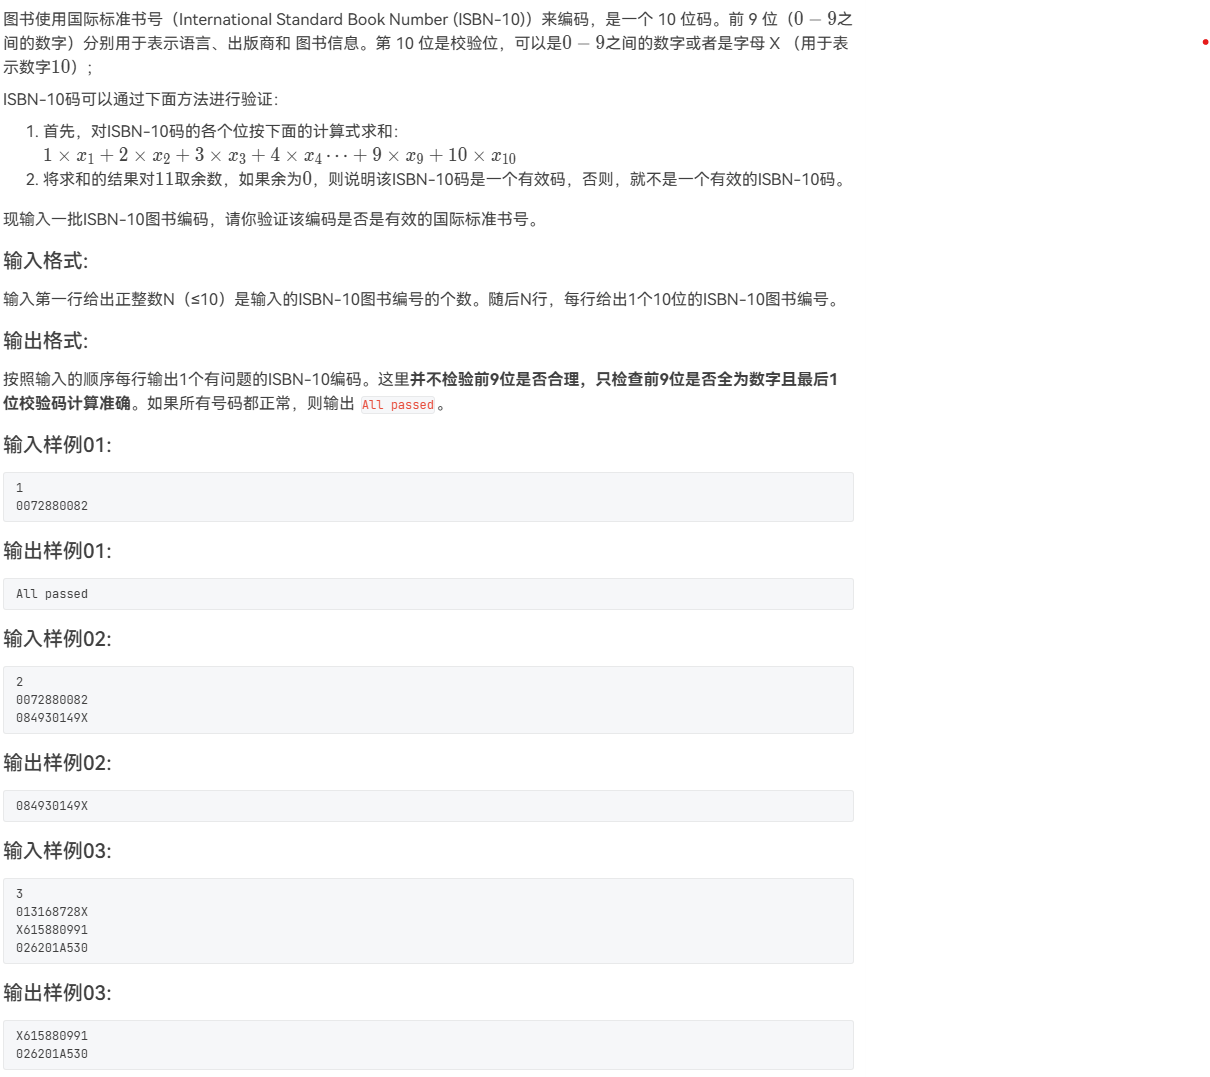 图书使用国际标准书号（International Standard Book Number (ISBN-10)）来编码，是一个 10 位码。前 9 位（0 − 9之
间的数字）分别用于表示语言、出版商和 图书信息。第 10 位是校验位，可以是0 − 9之间的数字或者是字母 X （用于表
示数字10）;
ISBN-10码可以通过下面方法进行验证:
1. 首先，对ISBN-10码的各个位按下面的计算式求和:
1 × x₁ + 2 × x₂ + 3 × x₃ + 4 × x₄ ⋯ + 9 × x₉ + 10 × x₁₀
2. 将求和的结果对11取余数，如果余为0，则说明该ISBN-10码是一个有效码，否则，就不是一个有效的ISBN-10码。
现输入一批ISBN-10图书编码，请你验证该编码是否是有效的国际标准书号。
输入格式:
输入第一行给出正整数N（≤10）是输入的ISBN-10图书编号的个数。随后N行，每行给出1个10位的ISBN-10图书编号。
输出格式:
按照输入的顺序每行输出1个有问题的ISBN-10编码。这里并不检验前9位是否合理，只检查前9位是否全为数字且最后1
位校验码计算准确。如果所有号码都正常，则输出 All passed。
输入样例01:
1
0072880082
输出样例01:
All passed
输入样例02:
2
0072880082
084930149X
输出样例02:
084930149X
输入样例03:
3
013168728X
X615880991
026201A530
输出样例03:
X615880991
026201A530